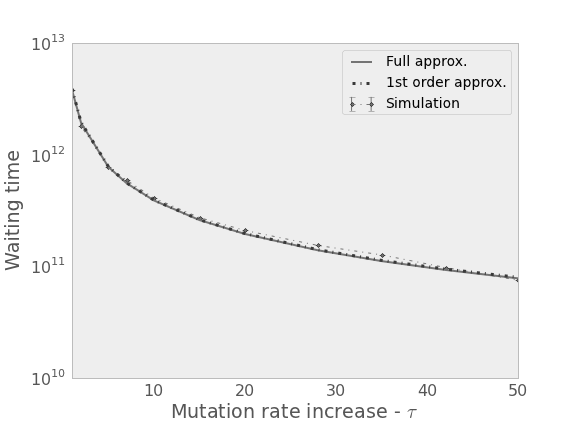 10^13
10^12
10^11
10^10
Waiting time
Full approx.
1st order approx.
Simulation
10 20 30 40 50
Mutation rate increase - τ